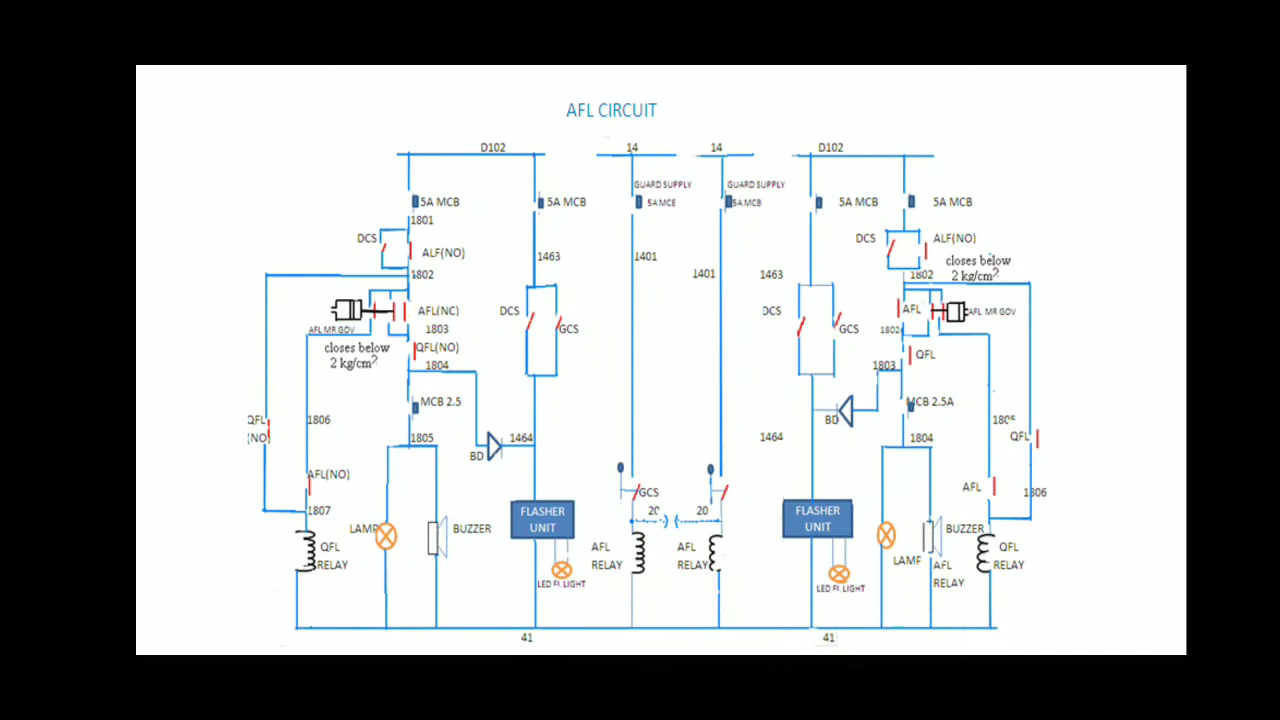 AFL CIRCUIT
D102
14
14
D102
GUARD SUPPLY
GUARD SUPPLY
5A MCB
5A MCB
5A MCE
5A MCB
5A MCB
5A MCB
1801
DCS
ALF(NO)
DCS
ALF(NO)
1463
1401
closes below
2 kg/cm2
1802
1401
1463
1802
AFL(NC)
DCS
GCS
DCS
GCS
AFL
AFL MR GOV
AFL MR GOV
1803
1802
closes below
2 kg/cm2
QFL(NO)
QFL
1804
1803
MCB 2.5
MCB 2.5A
QFL
(NO)
1806
1805
BD
1464
1464
BD
1804
1805
QFL
AFL(NO)
GCS
AFL
1806
1807
20
20
FLASHER
UNIT
FLASHER
UNIT
LAMP
BUZZER
BUZZER
QFL
RELAY
AFL
RELAY
AFL
RELAY
LAMP
AFL
RELAY
QFL
RELAY
LED FL LIGHT
LED FL LIGHT
41
41